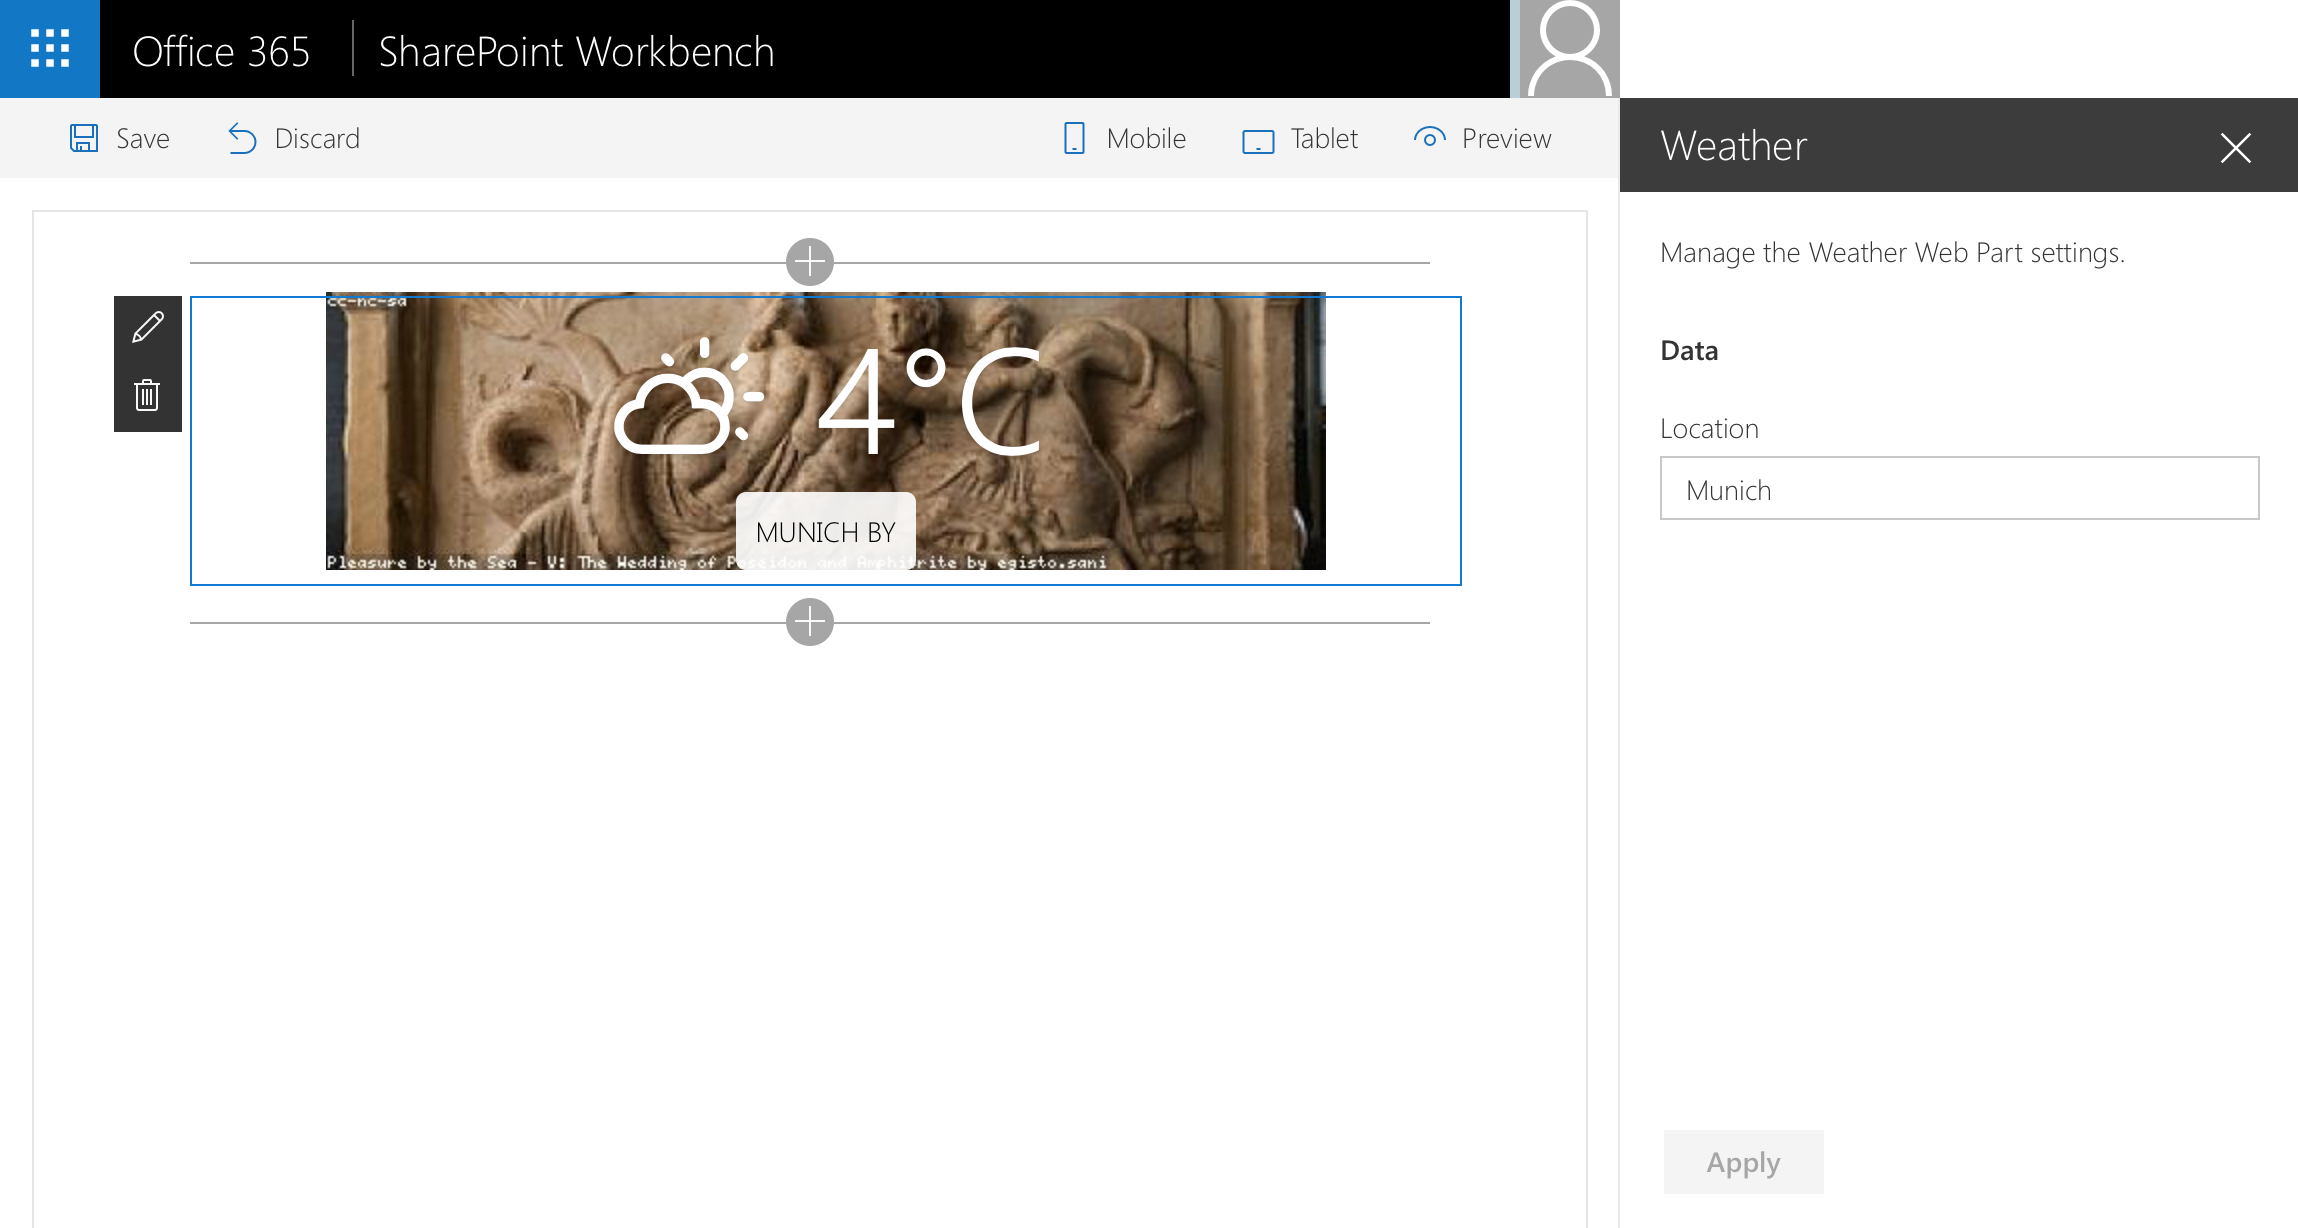 Office 365
SharePoint Workbench
Save
Discard
Mobile
Tablet
Preview
Weather
Manage the Weather Web Part settings.
Data
Location
Munich
cc-nc-sa
4°C
MUNICH BY
Pleasure by the Sea - V: The Wedding of Poseidon and Amphitrite by egisto.sani
Apply